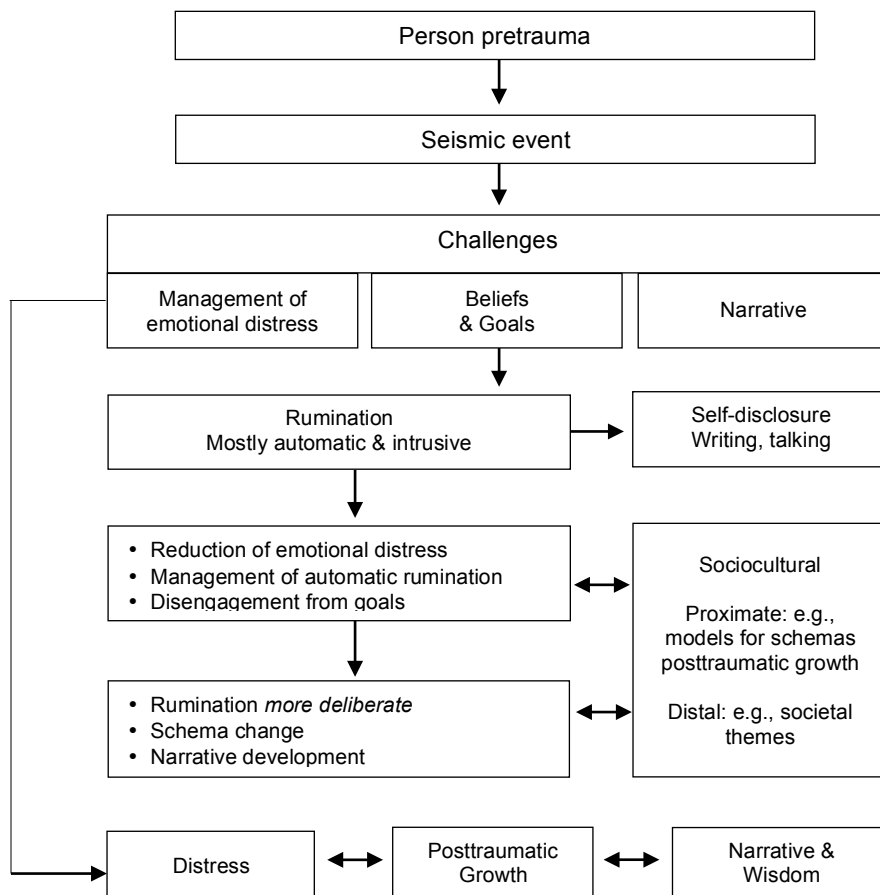 Person pretrauma
Seismic event
Challenges
Management of
emotional distress
Beliefs
& Goals
Narrative
Rumination
Mostly automatic & intrusive
Self-disclosure
Writing, talking
• Reduction of emotional distress
• Management of automatic rumination
• Disengagement from goals
Sociocultural
Proximate: e.g.,
models for schemas
posttraumatic growth
Distal: e.g., societal
themes
• Rumination more deliberate
• Schema change
• Narrative development
Distress
Posttraumatic
Growth
Narrative &
Wisdom